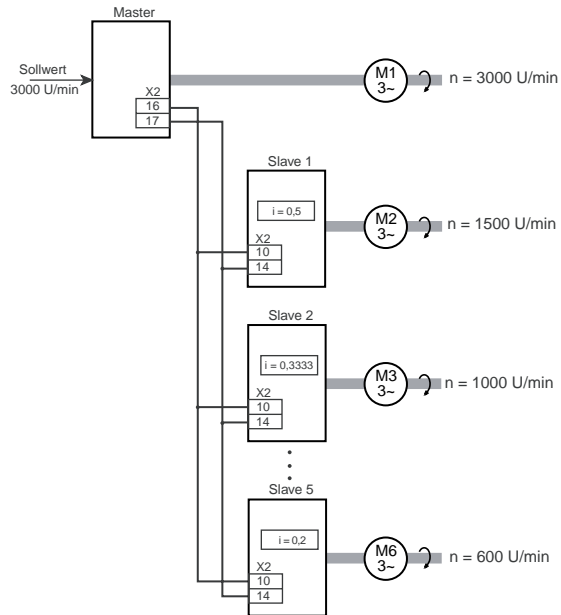 Master
Sollwert
3000 U/min
X2
16
17
M1
3~
n = 3000 U/min
Slave 1
i = 0,5
X2
10
14
M2
3~
n = 1500 U/min
Slave 2
i = 0,3333
X2
10
14
M3
3~
n = 1000 U/min
Slave 5
i = 0,2
X2
10
14
M6
3~
n = 600 U/min